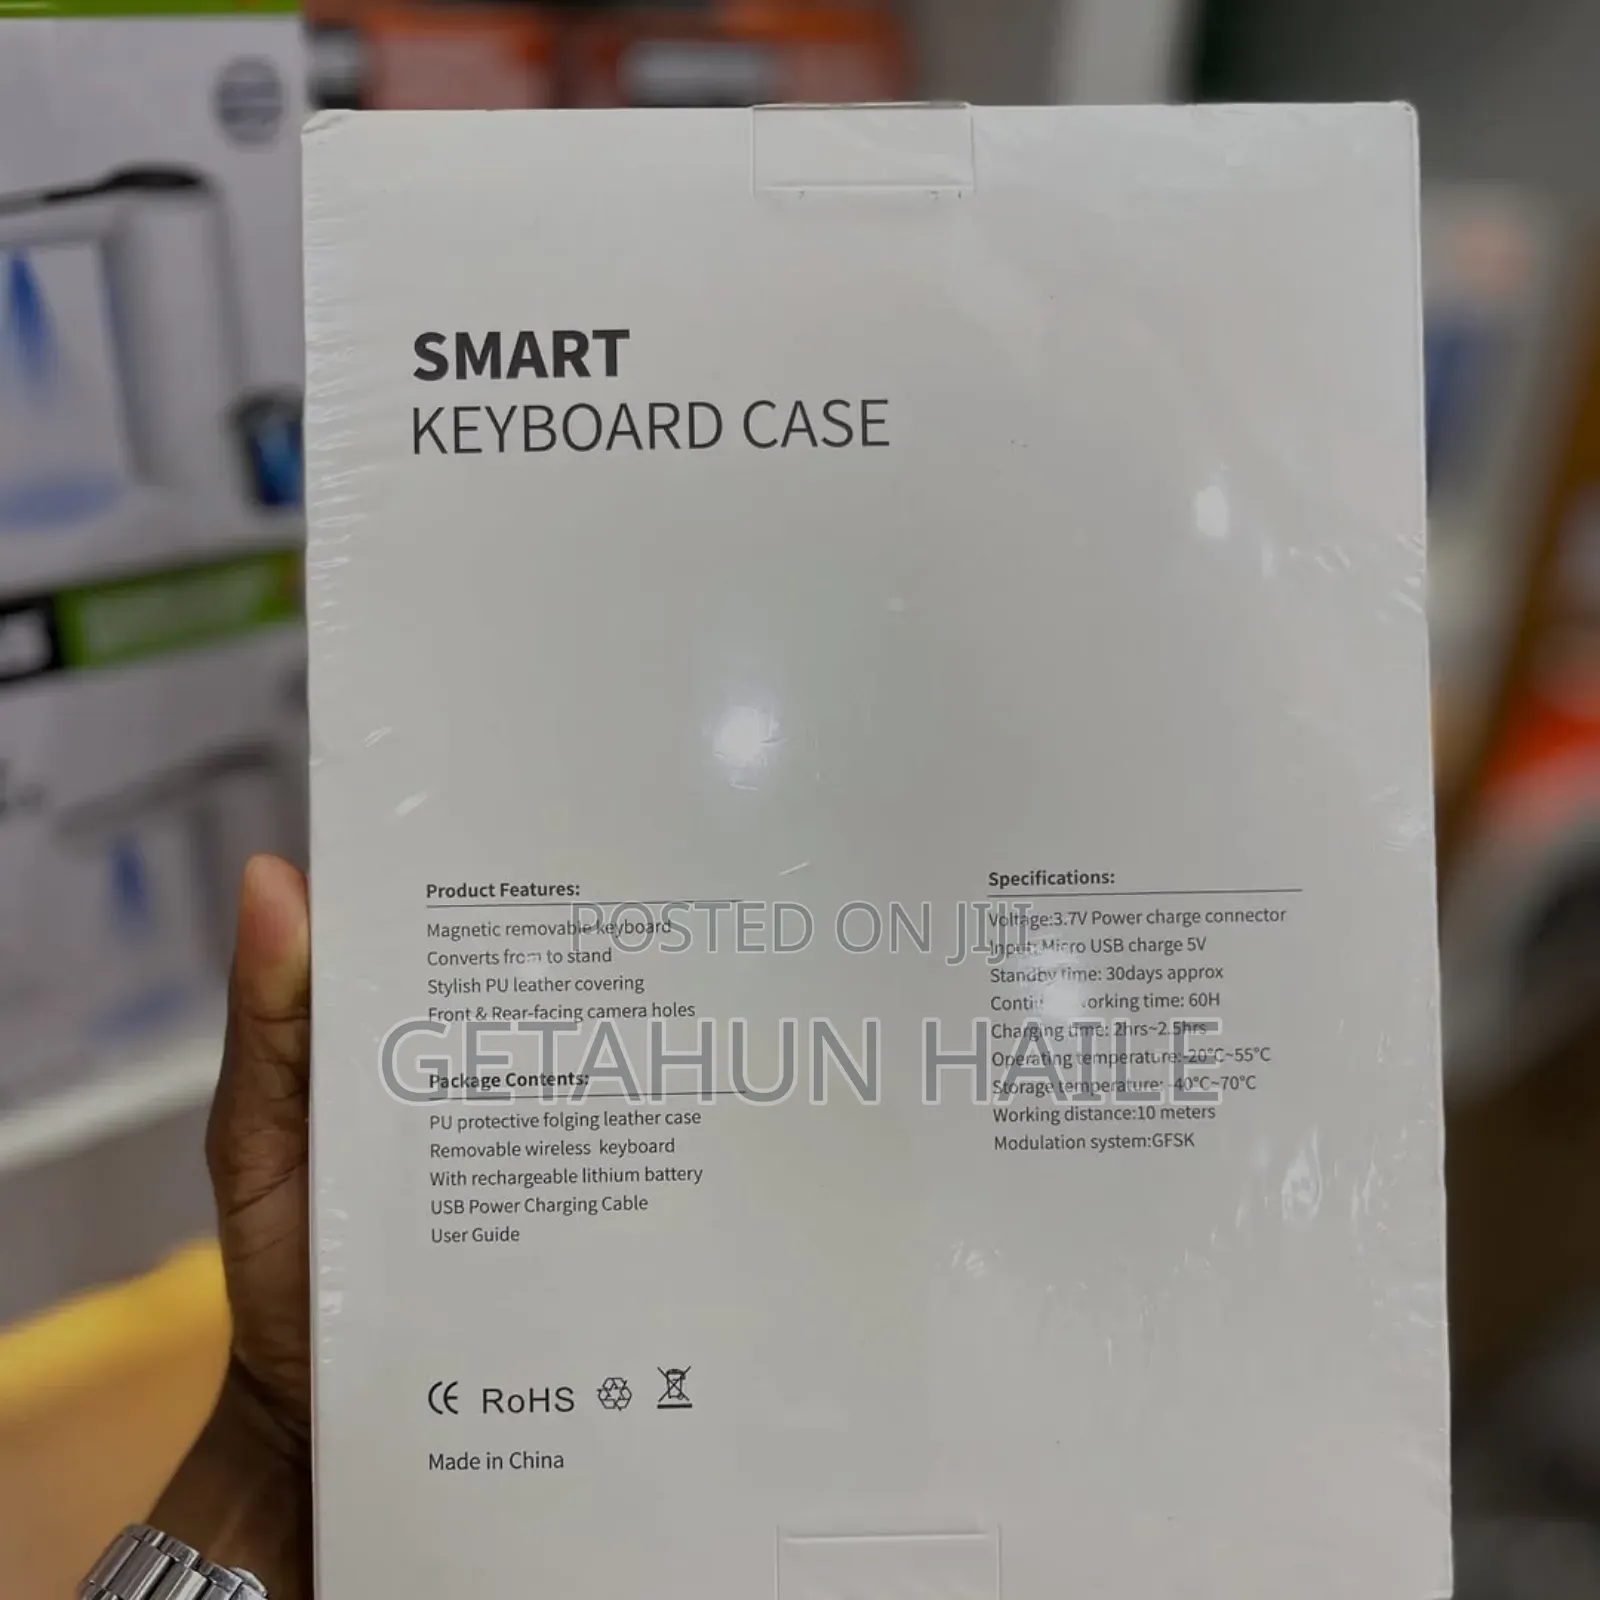 SMART
KEYBOARD CASE
Product Features:
Magnetic removable keyboard
Converts from to stand
Stylish PU leather covering
Front & Rear-facing camera holes
Package Contents:
PU protective folging leather case
Removable wireless keyboard
With rechargeable lithium battery
USB Power Charging Cable
User Guide
Specifications:
Voltage:3.7V Power charge connector
Input: Micro USB charge 5V
Standby time: 30days approx
working time: 60H
Charging time: 2hrs~2.5hrs
Operating temperature:-20°C~55°C
Storage temperature: -40°C~70°C
Working distance:10 meters
Modulation system:GFSK
POSTED ON JIJI
GETAHUN HAILE
CE RoHS
Made in China